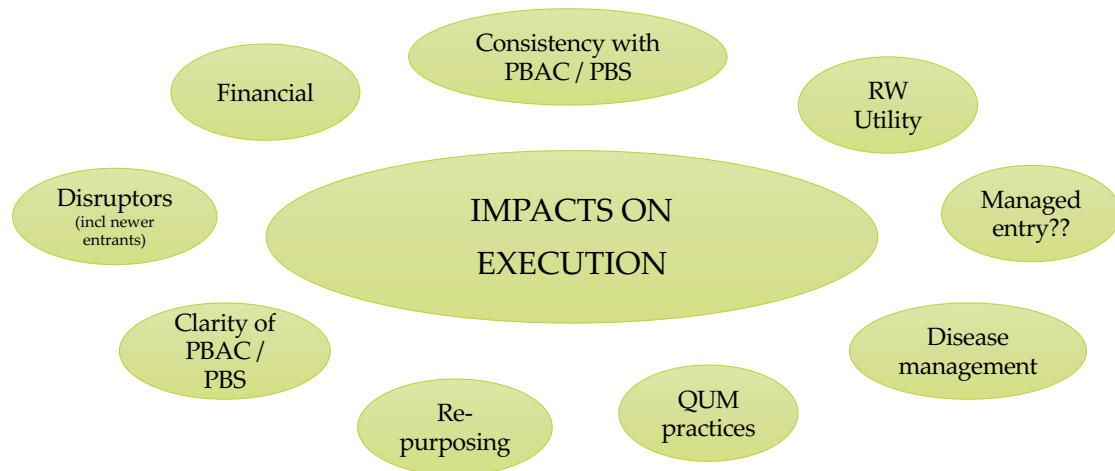 Consistency with
PBAC / PBS
Financial
RW
Utility
Disruptors
(incl newer
entrants)
IMPACTS ON
EXECUTION
Managed
entry??
Clarity of
PBAC /
PBS
Disease
management
Re-
purposing
QUM
practices